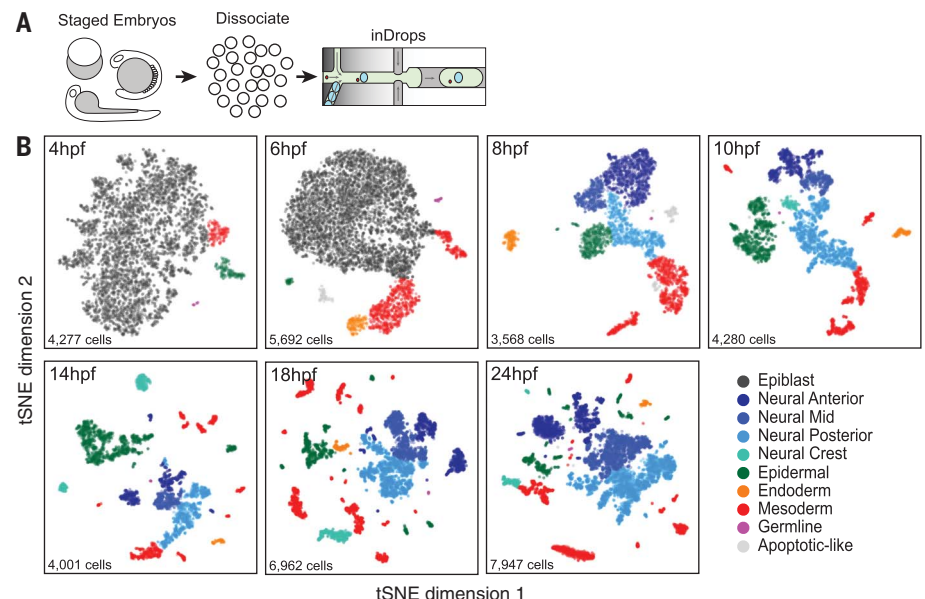 A
Staged Embryos
Dissociate
inDrops
B
4hpf
4,277 cells
6hpf
5,692 cells
8hpf
3,568 cells
10hpf
4,280 cells
14hpf
4,001 cells
18hpf
6,962 cells
24hpf
7,947 cells
tSNE dimension 2
tSNE dimension 1
Epiblast
Neural Anterior
Neural Mid
Neural Posterior
Neural Crest
Epidermal
Endoderm
Mesoderm
Germline
Apoptotic-like